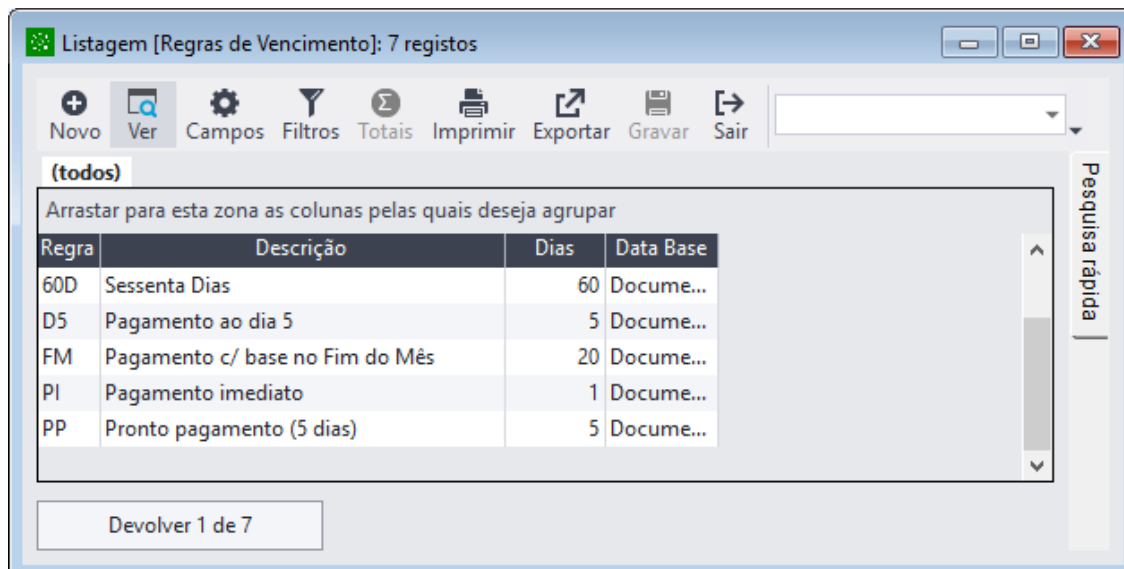 Listagem [Regras de Vencimento]: 7 registos
Novo Ver Campos Filtros Totais Imprimir Exportar Gravar Sair
(todos)
Arrastar para esta zona as colunas pelas quais deseja agrupar
Regra Descrição Dias Data Base
60D Sessenta Dias 60 Docume...
D5 Pagamento ao dia 5 5 Docume...
FM Pagamento c/ base no Fim do Mês 20 Docume...
PI Pagamento imediato 1 Docume...
PP Pronto pagamento (5 dias) 5 Docume...
Pesquisa rápida
Devolver 1 de 7